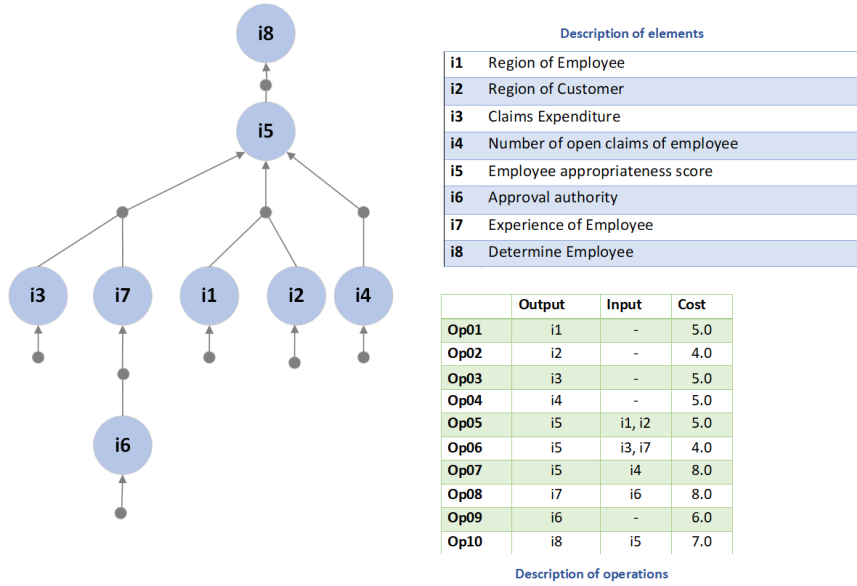 i8
i5
i3 i7 i1 i2 i4
i6
Description of elements
i1 Region of Employee
i2 Region of Customer
i3 Claims Expenditure
i4 Number of open claims of employee
i5 Employee appropriateness score
i6 Approval authority
i7 Experience of Employee
i8 Determine Employee
Output Input Cost
Op01 i1 - 5.0
Op02 i2 - 4.0
Op03 i3 - 5.0
Op04 i4 - 5.0
Op05 i5 i1, i2 5.0
Op06 i5 i3, i7 4.0
Op07 i5 i4 8.0
Op08 i7 i6 8.0
Op09 i6 - 6.0
Op10 i8 i5 7.0
Description of operations